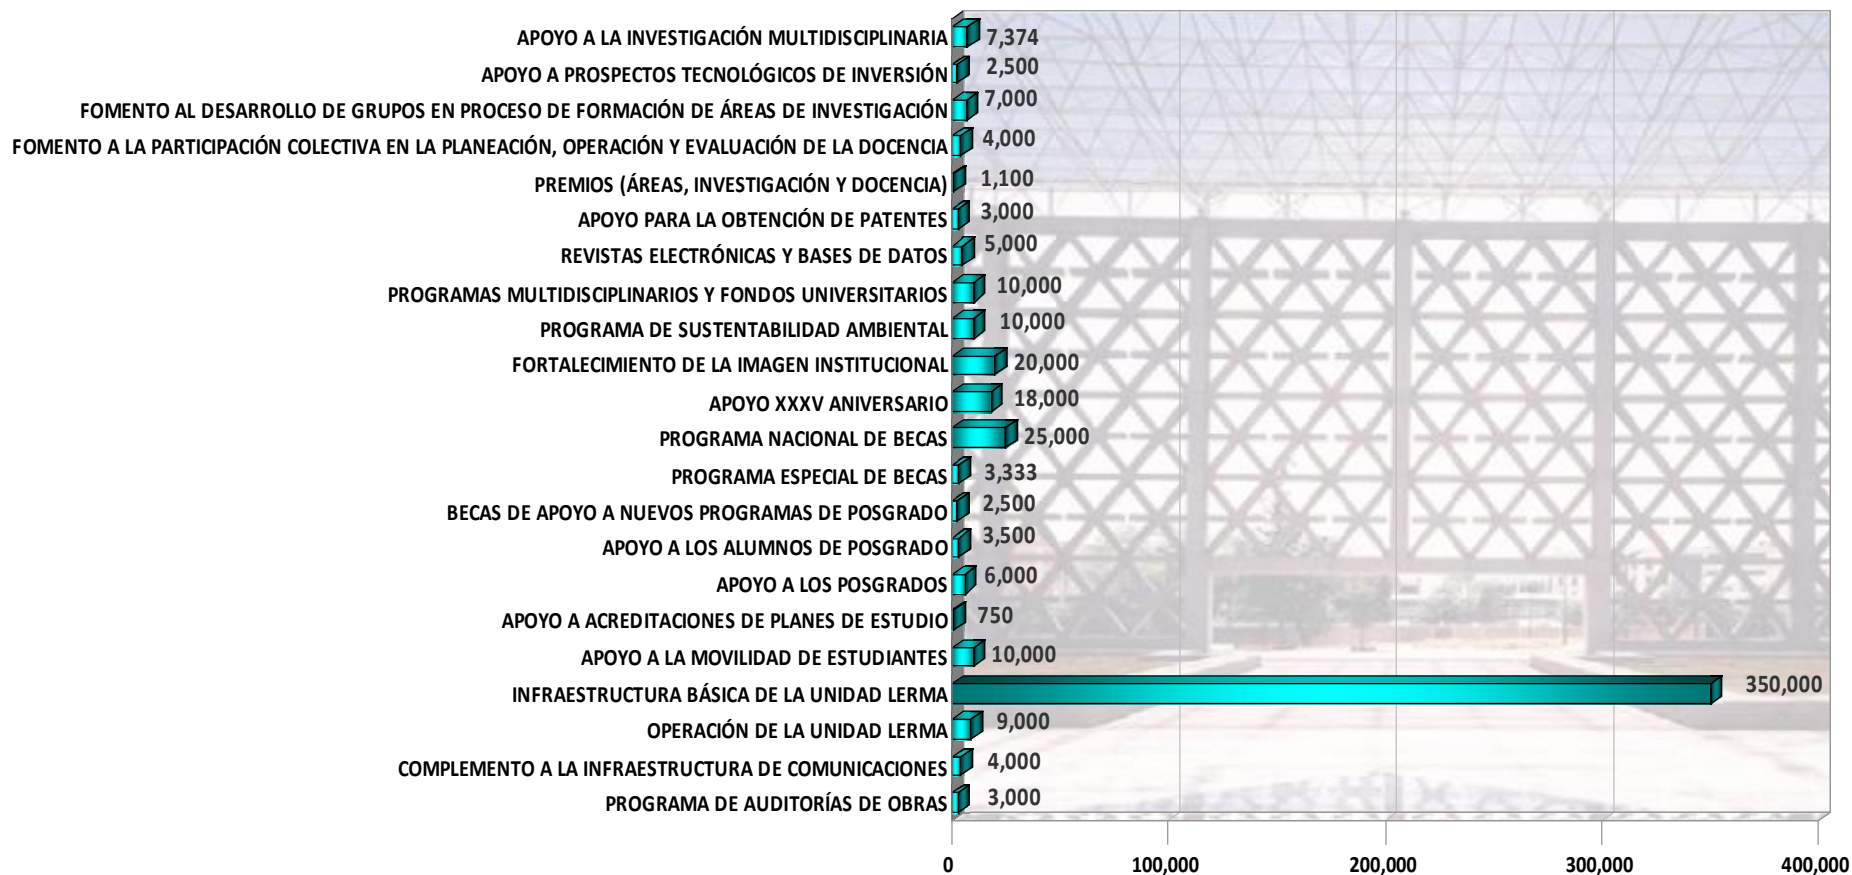 APOYO A LA INVESTIGACIÓN MULTIDISCIPLINARIA 7,374
APOYO A PROSPECTOS TECNOLÓGICOS DE INVERSIÓN 2,500
FOMENTO AL DESARROLLO DE GRUPOS EN PROCESO DE FORMACIÓN DE ÁREAS DE INVESTIGACIÓN 7,000
FOMENTO A LA PARTICIPACIÓN COLECTIVA EN LA PLANEACIÓN, OPERACIÓN Y EVALUACIÓN DE LA DOCENCIA 4,000
PREMIOS (ÁREAS, INVESTIGACIÓN Y DOCENCIA) 1,100
APOYO PARA LA OBTENCIÓN DE PATENTES 3,000
REVISTAS ELECTRÓNICAS Y BASES DE DATOS 5,000
PROGRAMAS MULTIDISCIPLINARIOS Y FONDOS UNIVERSITARIOS 10,000
PROGRAMA DE SUSTENTABILIDAD AMBIENTAL 10,000
FORTALECIMIENTO DE LA IMAGEN INSTITUCIONAL 20,000
APOYO XXXV ANIVERSARIO 18,000
PROGRAMA NACIONAL DE BECAS 25,000
PROGRAMA ESPECIAL DE BECAS 3,333
BECAS DE APOYO A NUEVOS PROGRAMAS DE POSGRADO 2,500
APOYO A LOS ALUMNOS DE POSGRADO 3,500
APOYO A LOS POSGRADOS 6,000
APOYO A ACREDITACIONES DE PLANES DE ESTUDIO 750
APOYO A LA MOVILIDAD DE ESTUDIANTES 10,000
INFRAESTRUCTURA BÁSICA DE LA UNIDAD LERMA 350,000
OPERACIÓN DE LA UNIDAD LERMA 9,000
COMPLEMENTO A LA INFRAESTRUCTURA DE COMUNICACIONES 4,000
PROGRAMA DE AUDITORÍAS DE OBRAS 3,000
0 100,000 200,000 300,000 400,000